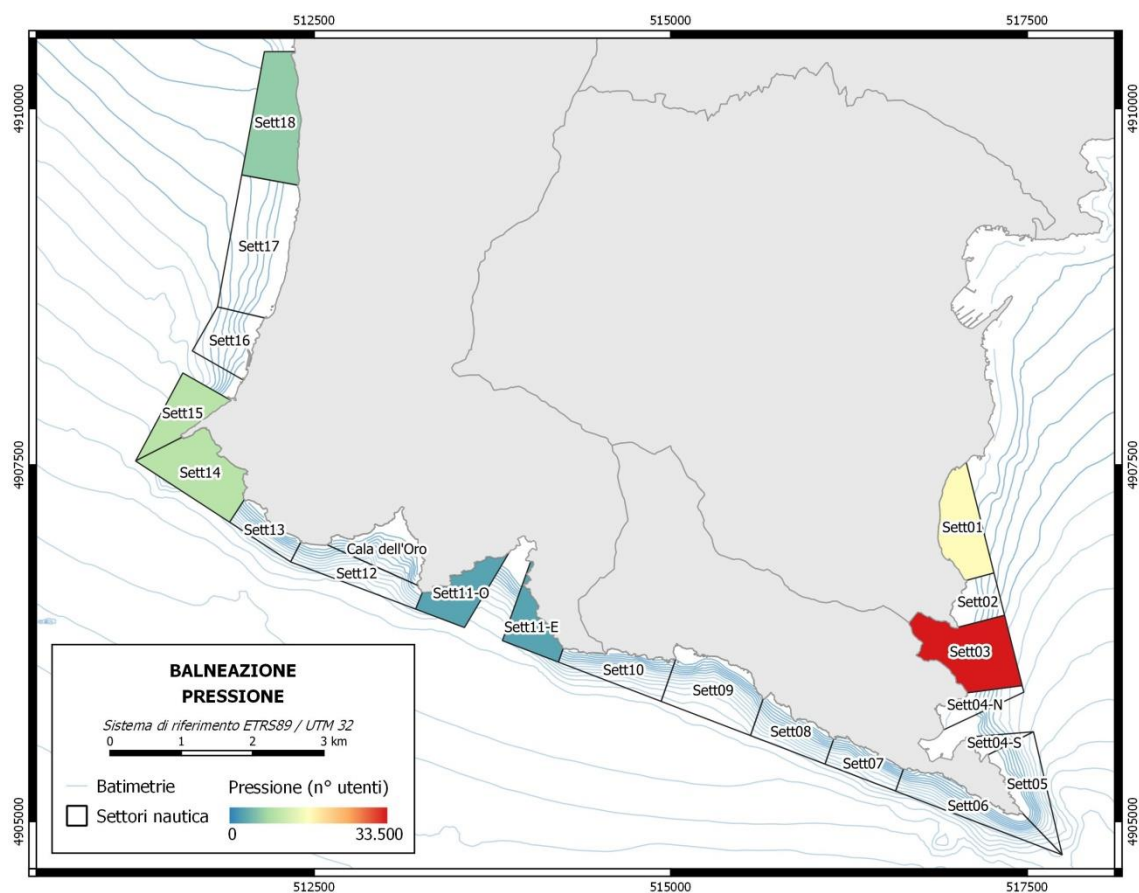 512500 515000 517500
4910000 4910000
Sett18
Sett17
Sett16
Sett15
4907500 4907500
Sett14
Sett13
Cala dell'Oro
Sett12
Sett11-O
Sett11-E
Sett01
Sett02
Sett03
Sett10
Sett09
Sett04-N
Sett08
Sett04-S
Sett07
Sett05
Sett06
BALNEAZIONE
PRESSIONE
Sistema di riferimento ETRS89 / UTM 32
0 1 2 3 km
Batimetrie
Settori nautica
Pressione (n° utenti)
0 33.500
4905000 4905000
512500 515000 517500